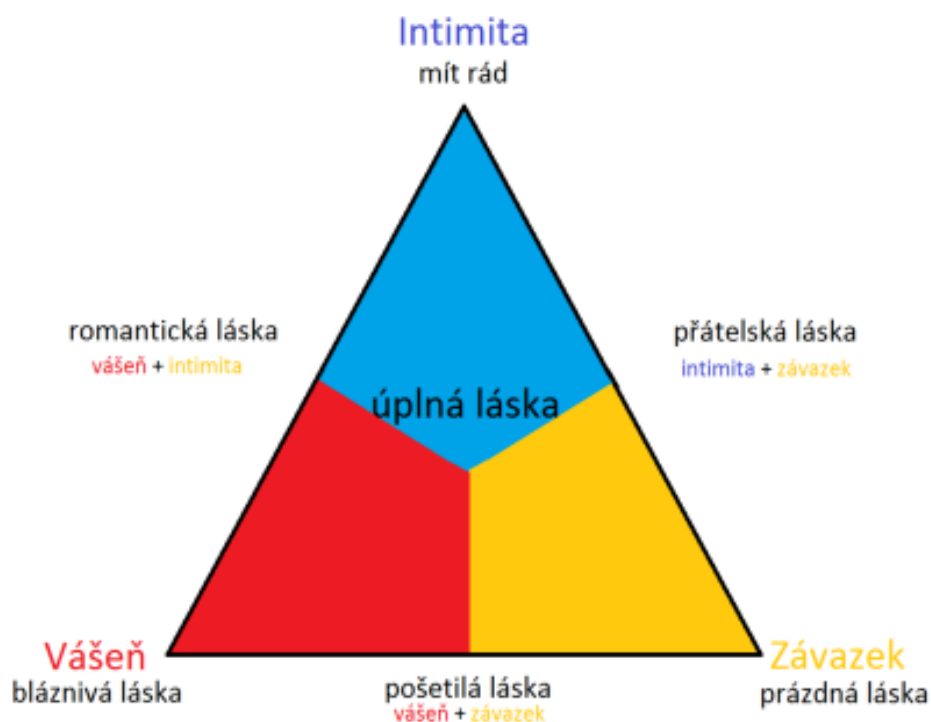 Intimita
mít rád
romantická láska
vášeň + intimita
přátelská láska
intimita + závazek
úplná láska
Vášeň
bláznivá láska
pošetilá láska
vášeň + závazek
Závazek
prázdná láska